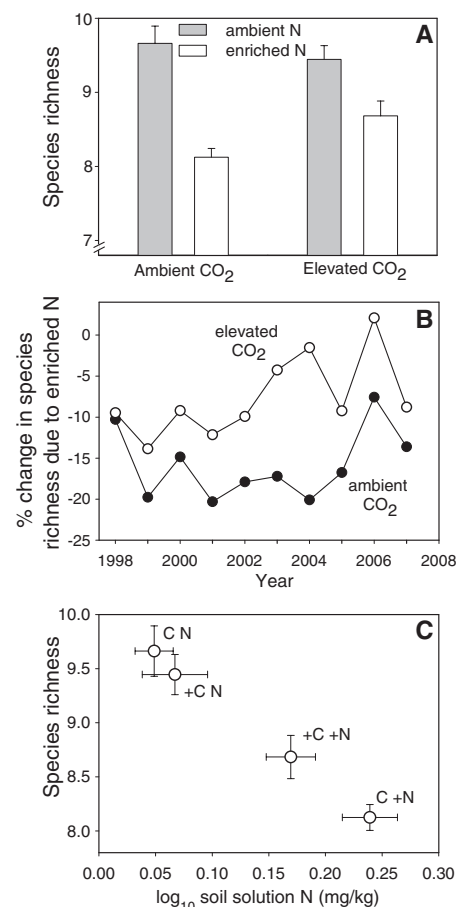 A
ambient N
enriched N
Species richness
10
9
8
7
Ambient CO2
Elevated CO2
B
elevated
CO2
ambient
CO2
% change in species
richness due to enriched N
0
-5
-10
-15
-20
-25
1998 2000 2002 2004 2006 2008
Year
C
C N
+C N
+C +N
C +N
Species richness
10.0
9.5
9.0
8.5
8.0
0.00 0.05 0.10 0.15 0.20 0.25 0.30
log10 soil solution N (mg/kg)